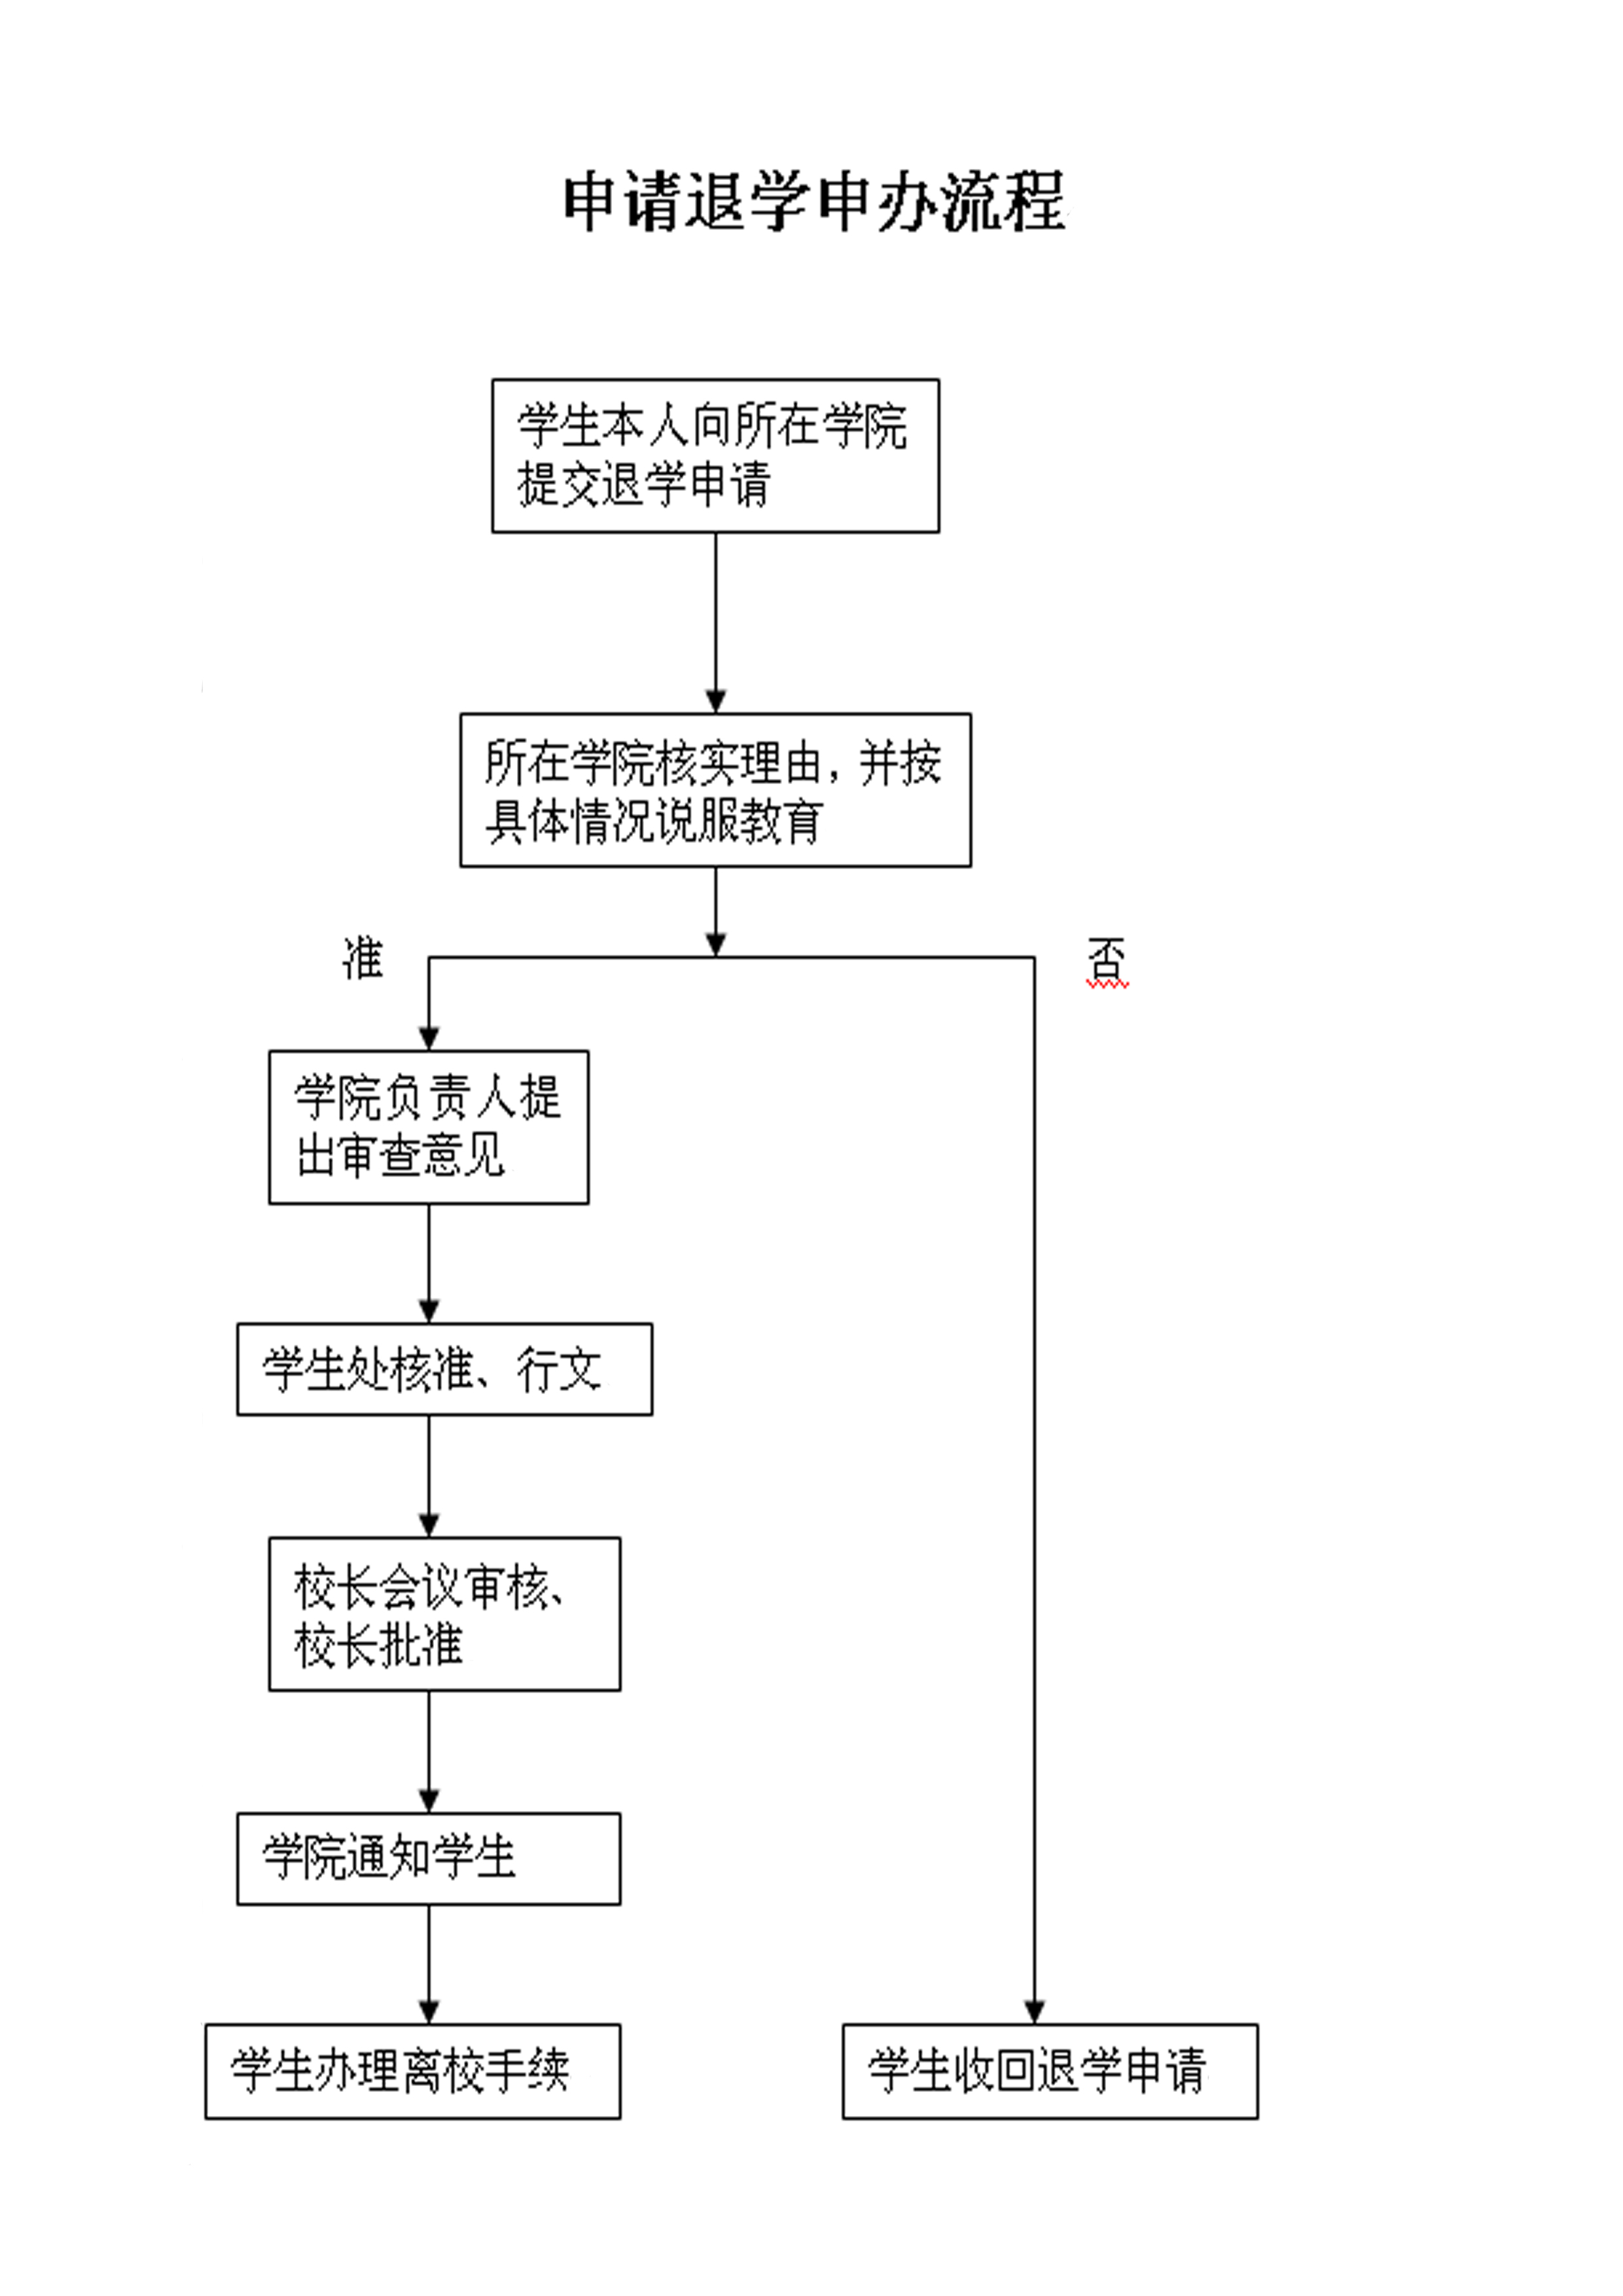 申请退学申办流程
学生本人向所在学院
提交退学申请
所在学院核实理由，并按
具体情况说服教育
准
否
学院负责人提
出审查意见
学生处核准、行文
校长会议审核、
校长批准
学院通知学生
学生办理离校手续
学生收回退学申请